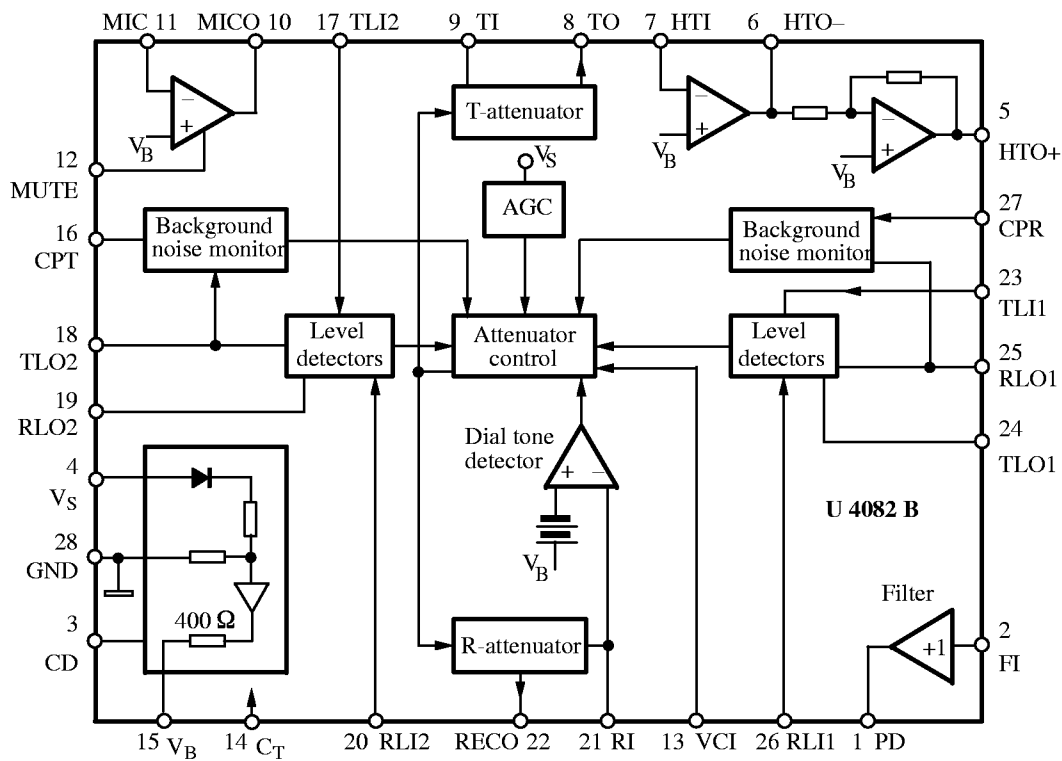 MIC 11
MICO 10
17 TLI2
9 TI
8 TO
7 HTI
6 HTO–
−
+
V_B
T-attenuator
−
+
V_B
−
+
V_B
5
HTO+
12
MUTE
V_S
AGC
16
CPT
Background
noise monitor
Background
noise monitor
27
CPR
23
TLI1
18
TLO2
Level
detectors
Attenuator
control
Level
detectors
25
RLO1
19
RLO2
Dial tone
detector
+
−
24
TLO1
4
V_S
U 4082 B
28
GND
V_B
400 Ω
Filter
3
CD
R-attenuator
+1
2
FI
15 V_B
14 C_T
20 RLI2
RECO 22
21 RI
13 VCI
26 RLI1
1 PD